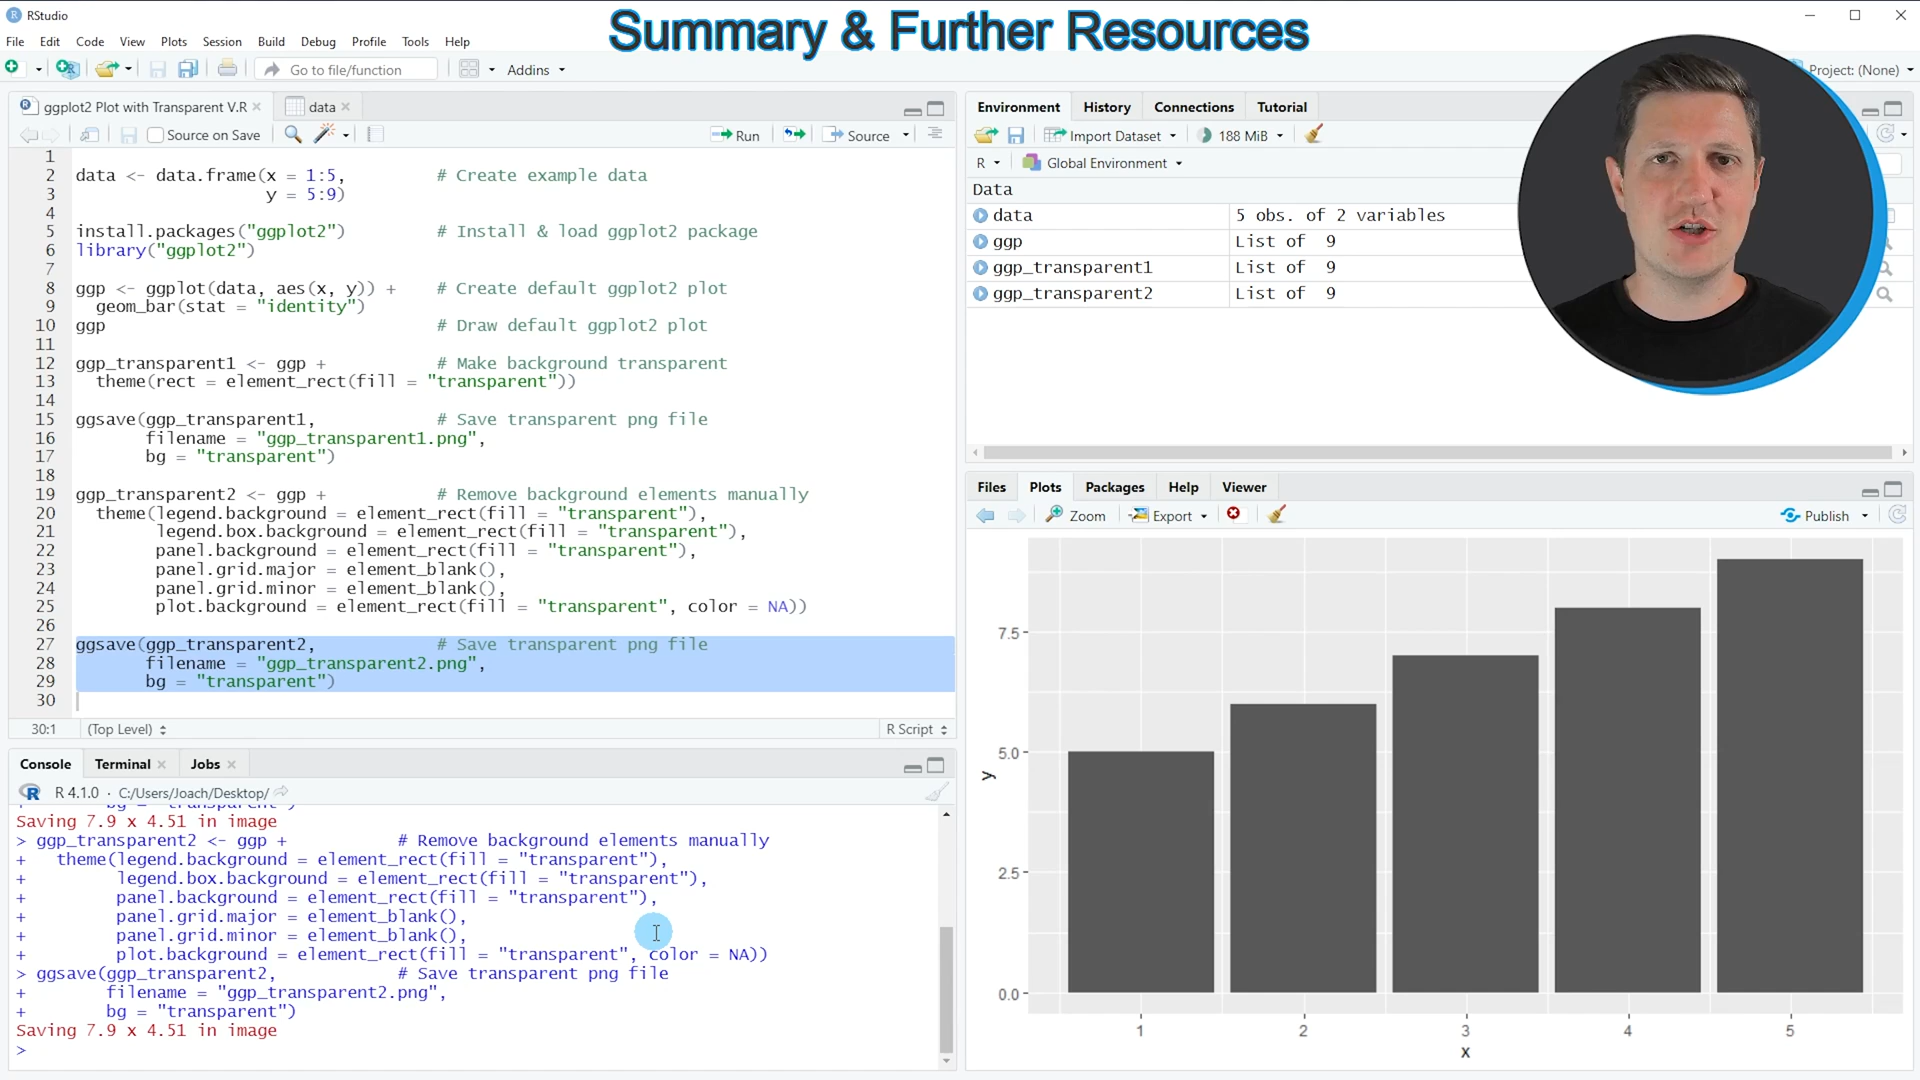 RStudio
Summary & Further Resources
File Edit Code View Plots Session Build Debug Profile Tools Help
Go to file/function Addins Project: (None)
ggplot2 Plot with Transparent V.R data
Source on Save Run Source
1
2 data <- data.frame(x = 1:5, # Create example data
3 y = 5:9)
4
5 install.packages("ggplot2") # Install & load ggplot2 package
6 library("ggplot2")
7
8 ggp <- ggplot(data, aes(x, y)) + # Create default ggplot2 plot
9 geom_bar(stat = "identity")
10 ggp # Draw default ggplot2 plot
11
12 ggp_transparent1 <- ggp + # Make background transparent
13 theme(rect = element_rect(fill = "transparent"))
14
15 ggsave(ggp_transparent1, # Save transparent png file
16 filename = "ggp_transparent1.png",
17 bg = "transparent")
18
19 ggp_transparent2 <- ggp + # Remove background elements manually
20 theme(legend.background = element_rect(fill = "transparent"),
21 legend.box.background = element_rect(fill = "transparent"),
22 panel.background = element_rect(fill = "transparent"),
23 panel.grid.major = element_blank(),
24 panel.grid.minor = element_blank(),
25 plot.background = element_rect(fill = "transparent", color = NA))
26
27 ggsave(ggp_transparent2, # Save transparent png file
28 filename = "ggp_transparent2.png",
29 bg = "transparent")
30
30:1 (Top Level) R Script
Console Terminal Jobs
R 4.1.0 · C:/Users/Joach/Desktop/
Saving 7.9 x 4.51 in image
> ggp_transparent2 <- ggp + # Remove background elements manually
+ theme(legend.background = element_rect(fill = "transparent"),
+ legend.box.background = element_rect(fill = "transparent"),
+ panel.background = element_rect(fill = "transparent"),
+ panel.grid.major = element_blank(),
+ panel.grid.minor = element_blank(),
+ plot.background = element_rect(fill = "transparent", color = NA))
> ggsave(ggp_transparent2, # Save transparent png file
+ filename = "ggp_transparent2.png",
+ bg = "transparent")
Saving 7.9 x 4.51 in image
>
Environment History Connections Tutorial
Import Dataset 188 MiB
R Global Environment
Data
data 5 obs. of 2 variables
ggp List of 9
ggp_transparent1 List of 9
ggp_transparent2 List of 9
Files Plots Packages Help Viewer
Zoom Export Publish
7.5
5.0
2.5
0.0
y
1 2 3 4 5
x